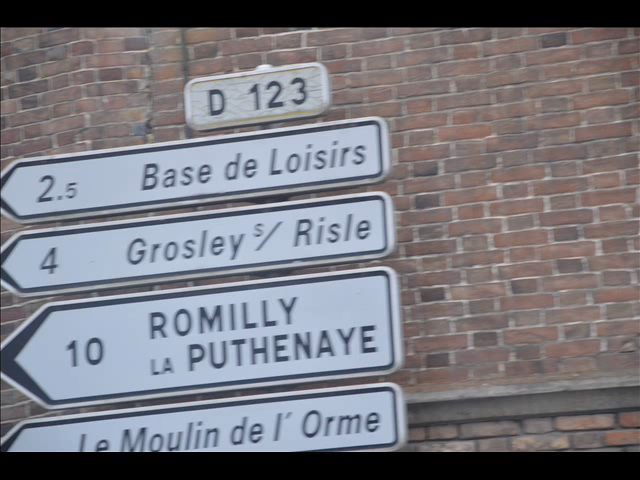 D 123
2.5 Base de Loisirs
4 Grosley s/ Risle
10 ROMILLY
LA PUTHENAYE
Le Moulin de l' Orme